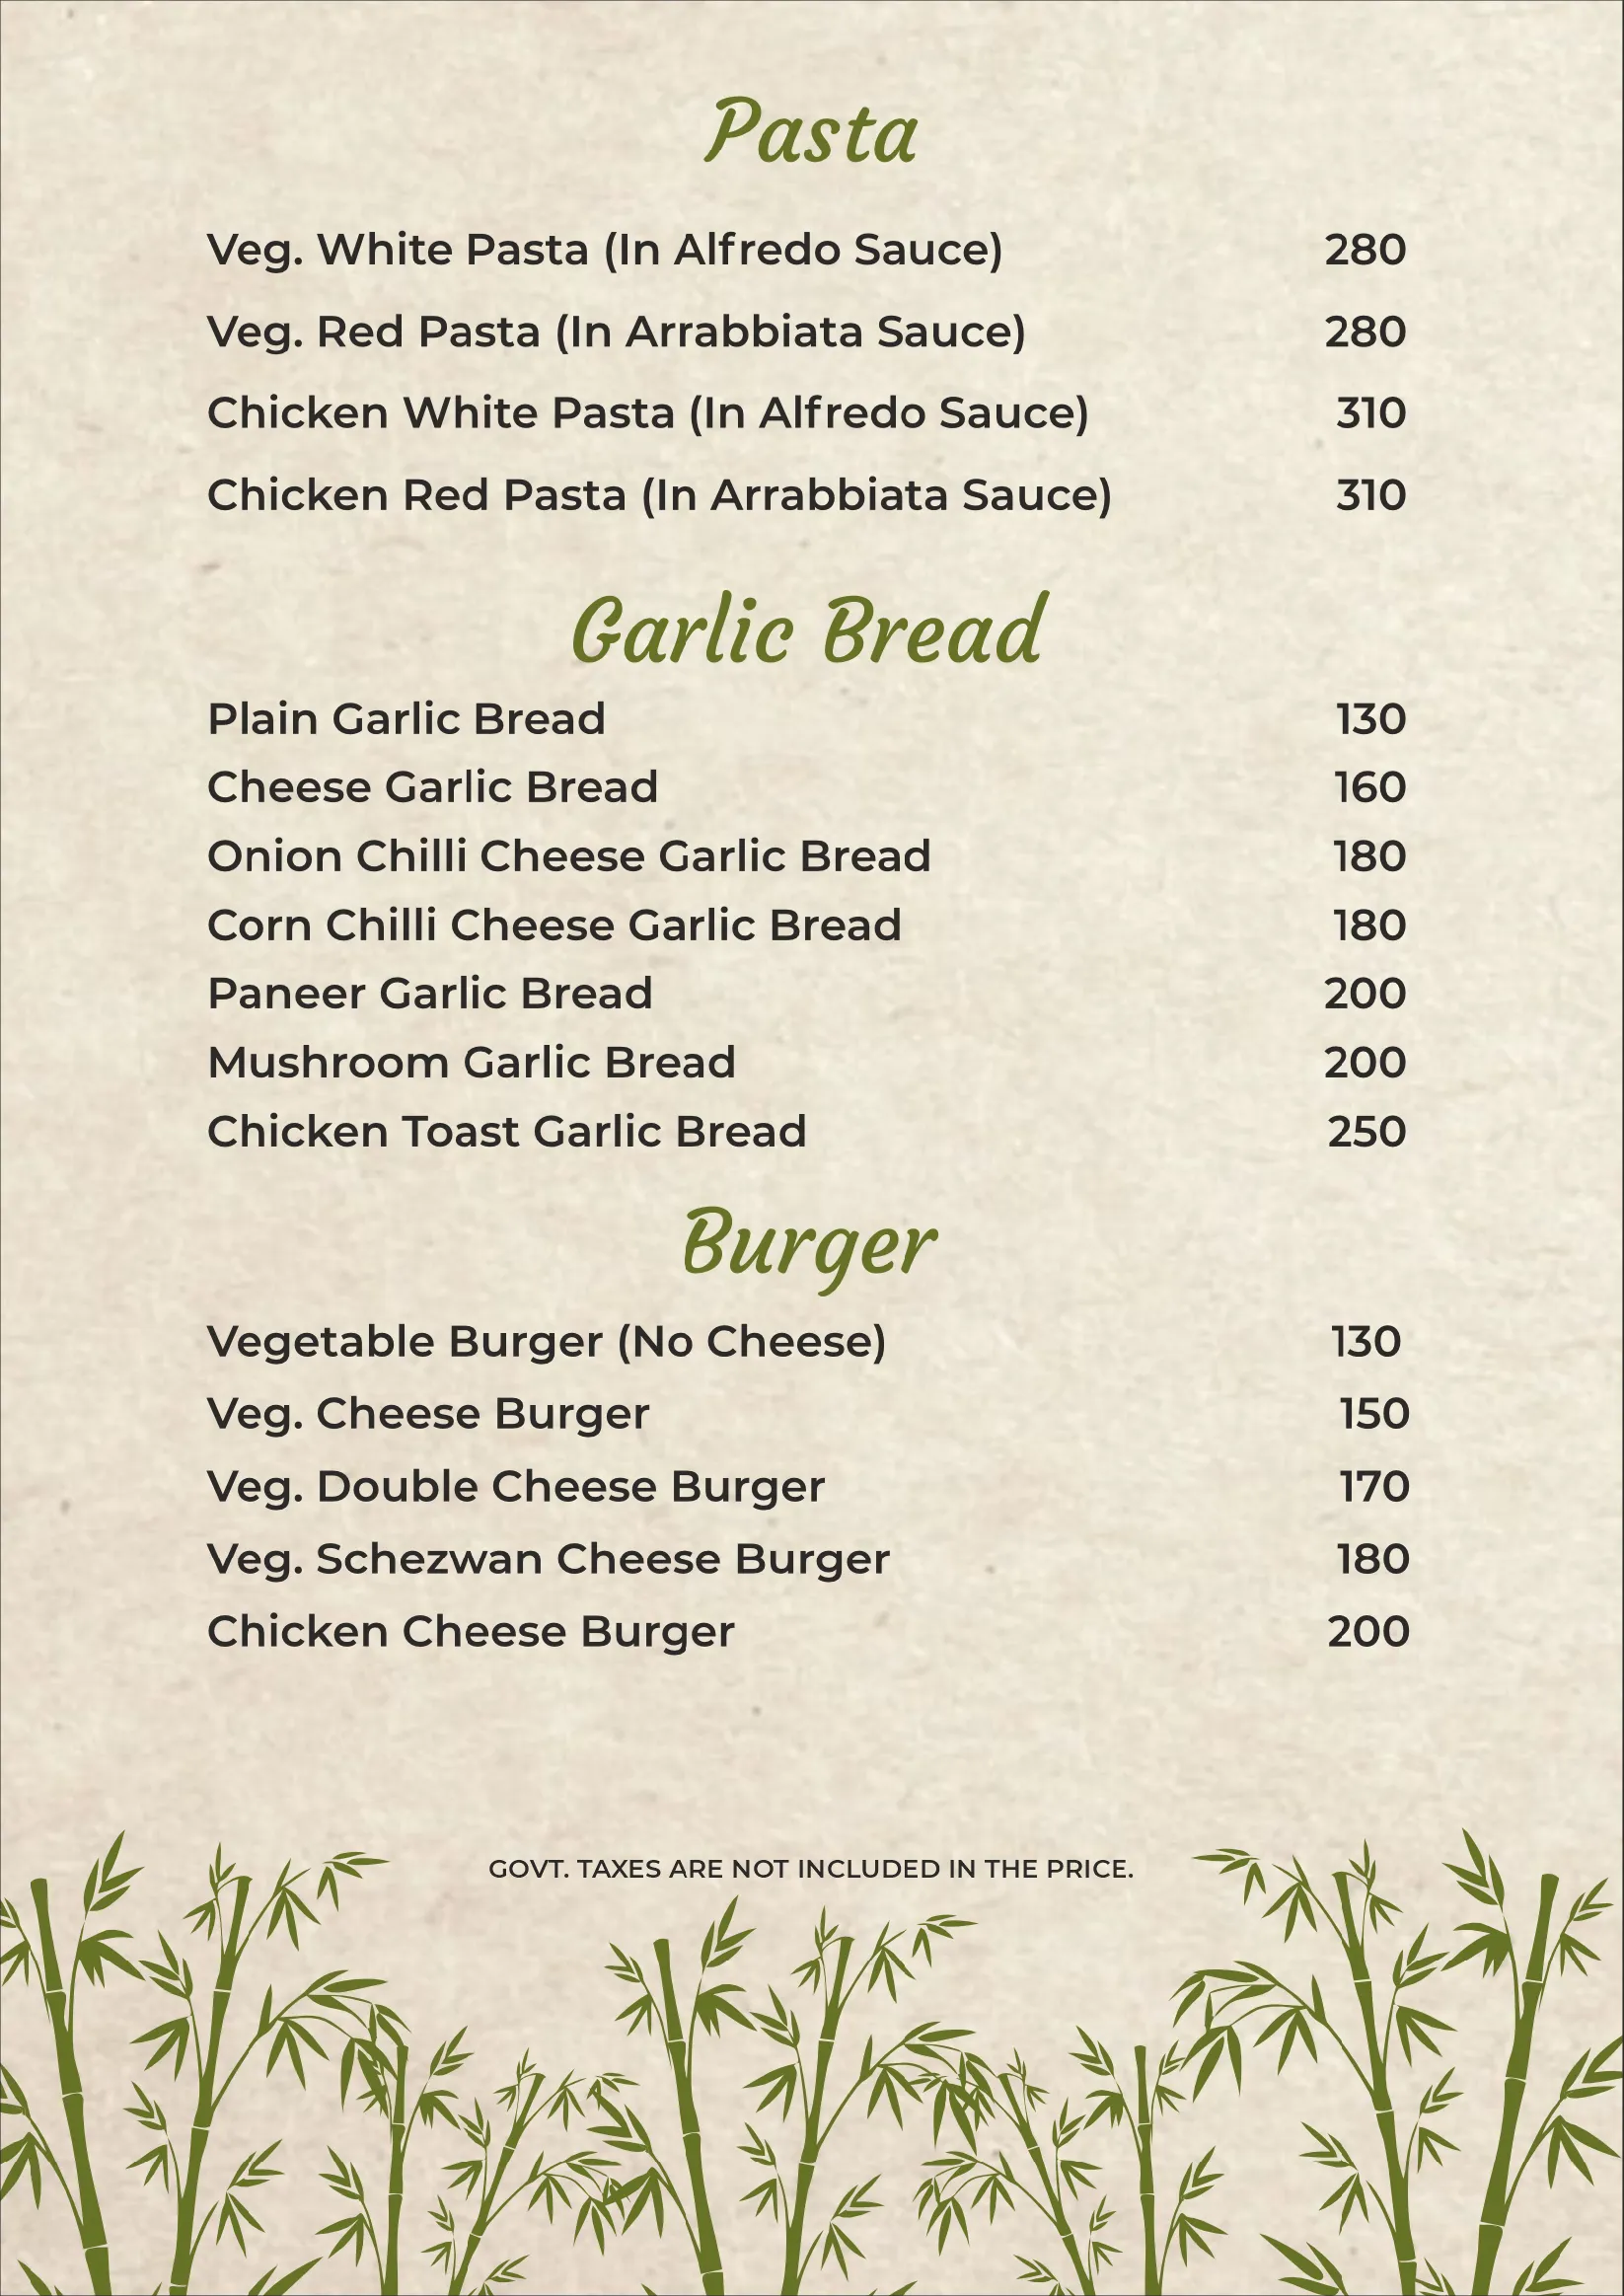 Pasta
Veg. White Pasta (In Alfredo Sauce) 280
Veg. Red Pasta (In Arrabbiata Sauce) 280
Chicken White Pasta (In Alfredo Sauce) 310
Chicken Red Pasta (In Arrabbiata Sauce) 310
Garlic Bread
Plain Garlic Bread 130
Cheese Garlic Bread 160
Onion Chilli Cheese Garlic Bread 180
Corn Chilli Cheese Garlic Bread 180
Paneer Garlic Bread 200
Mushroom Garlic Bread 200
Chicken Toast Garlic Bread 250
Burger
Vegetable Burger (No Cheese) 130
Veg. Cheese Burger 150
Veg. Double Cheese Burger 170
Veg. Schezwan Cheese Burger 180
Chicken Cheese Burger 200
GOVT. TAXES ARE NOT INCLUDED IN THE PRICE.